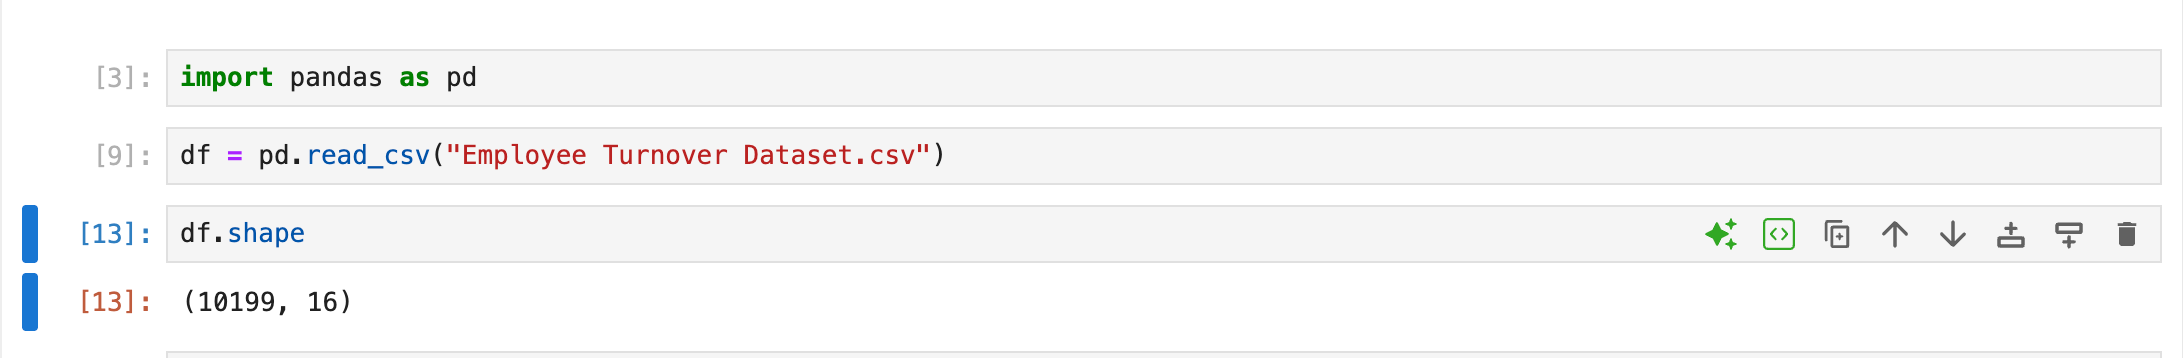 [3]: import pandas as pd
[9]: df = pd.read_csv("Employee Turnover Dataset.csv")
[13]: df.shape
[13]: (10199, 16)